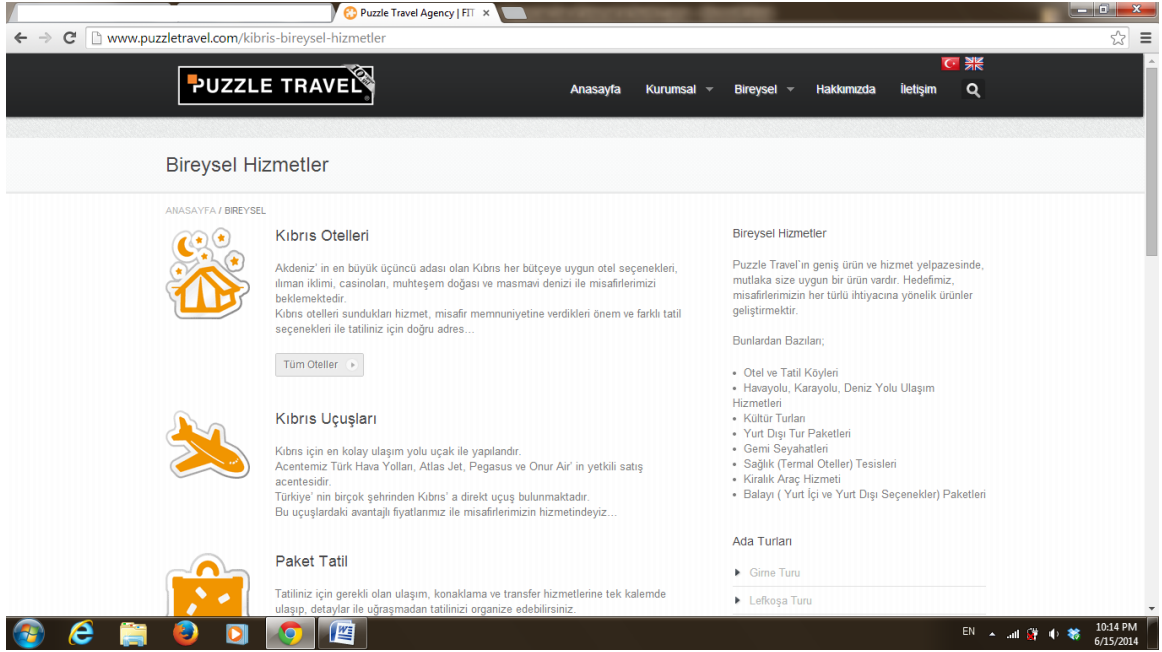 Puzzle Travel Agency | FIT
www.puzzletravel.com/kibris-bireysel-hizmetler
PUZZLE TRAVEL
Anasayfa Kurumsal Bireysel Hakkımızda İletişim
Bireysel Hizmetler
ANASAYFA / BIREYSEL
Kıbrıs Otelleri
Akdeniz' in en büyük üçüncü adası olan Kıbrıs her bütçeye uygun otel seçenekleri,
ılıman iklimi, casinoları, muhteşem doğası ve masmavi denizi ile misafirlerimizi
beklemektedir.
Kıbrıs otelleri sundukları hizmet, misafir memnuniyetine verdikleri önem ve farklı tatil
seçenekleri ile tatiliniz için doğru adres…
Tüm Oteller
Kıbrıs Uçuşları
Kıbrıs için en kolay ulaşım yolu uçak ile yapılandır.
Acentemiz Türk Hava Yolları, Atlas Jet, Pegasus ve Onur Air' in yetkili satış
acentesidir.
Türkiye' nin birçok şehrinden Kıbrıs' a direkt uçuş bulunmaktadır.
Bu uçuşlardaki avantajlı fiyatlarımız ile misafirlerimizin hizmetindeyiz…
Paket Tatil
Tatiliniz için gerekli olan ulaşım, konaklama ve transfer hizmetlerine tek kalemde
ulaşıp, detaylar ile uğraşmadan tatilinizi organize edebilirsiniz.
Bireysel Hizmetler
Puzzle Travel`ın geniş ürün ve hizmet yelpazesinde,
mutlaka size uygun bir ürün vardır. Hedefimiz,
misafirlerimizin her türlü ihtiyacına yönelik ürünler
geliştirmektir.
Bunlardan Bazıları;
• Otel ve Tatil Köyleri
• Havayolu, Karayolu, Deniz Yolu Ulaşım
Hizmetleri
• Kültür Turları
• Yurt Dışı Tur Paketleri
• Gemi Seyahatleri
• Sağlık (Termal Oteller) Tesisleri
• Kiralık Araç Hizmeti
• Balayı ( Yurt İçi ve Yurt Dışı Seçenekler) Paketleri
Ada Turları
Girne Turu
Lefkoşa Turu
EN
10:14 PM
6/15/2014